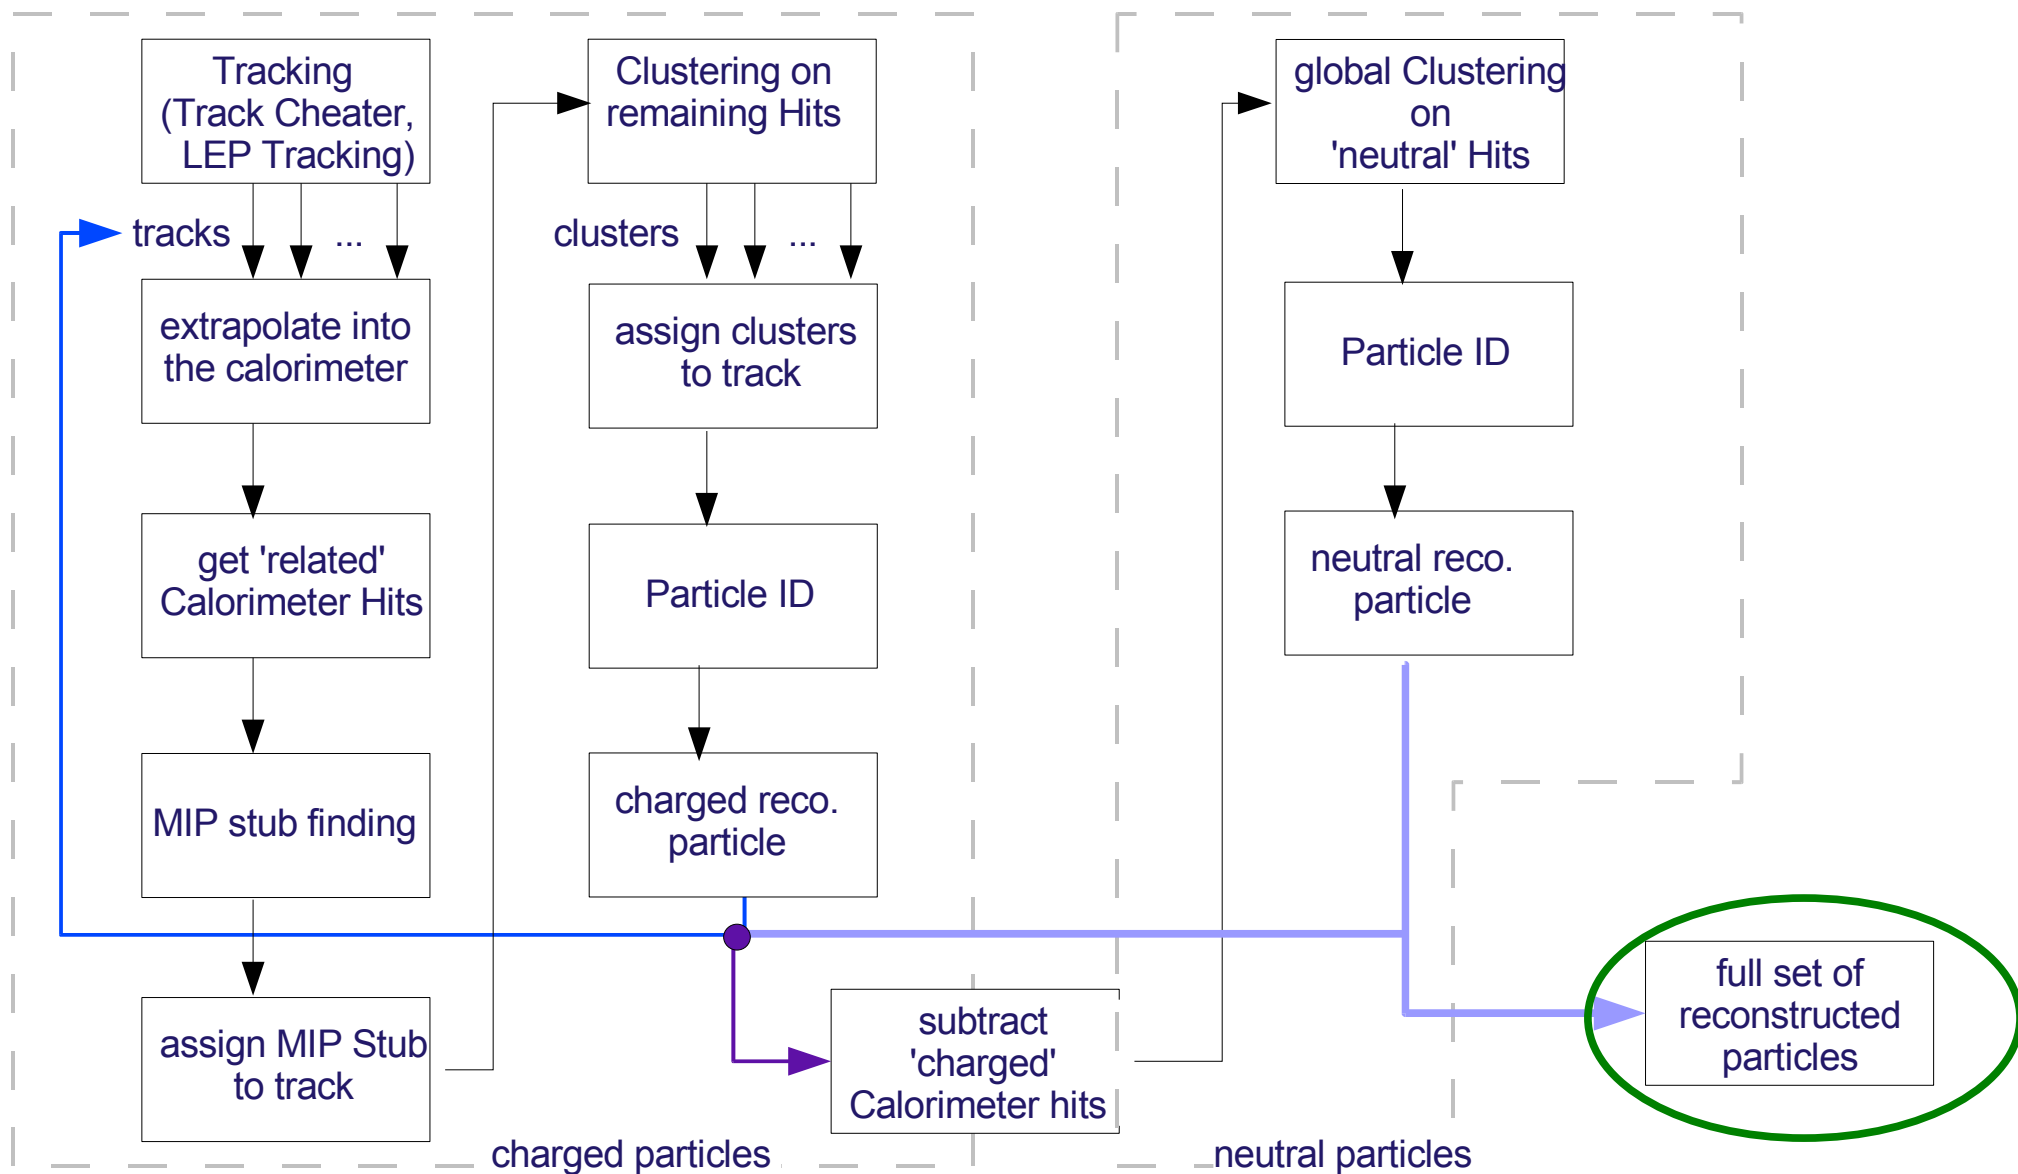 Tracking
(Track Cheater,
LEP Tracking)
tracks
...
extrapolate into
the calorimeter
get 'related'
Calorimeter Hits
MIP stub finding
assign MIP Stub
to track
Clustering on
remaining Hits
clusters
...
assign clusters
to track
Particle ID
charged reco.
particle
subtract
'charged'
Calorimeter hits
charged particles
global Clustering
on
'neutral' Hits
Particle ID
neutral reco.
particle
neutral particles
full set of
reconstructed
particles